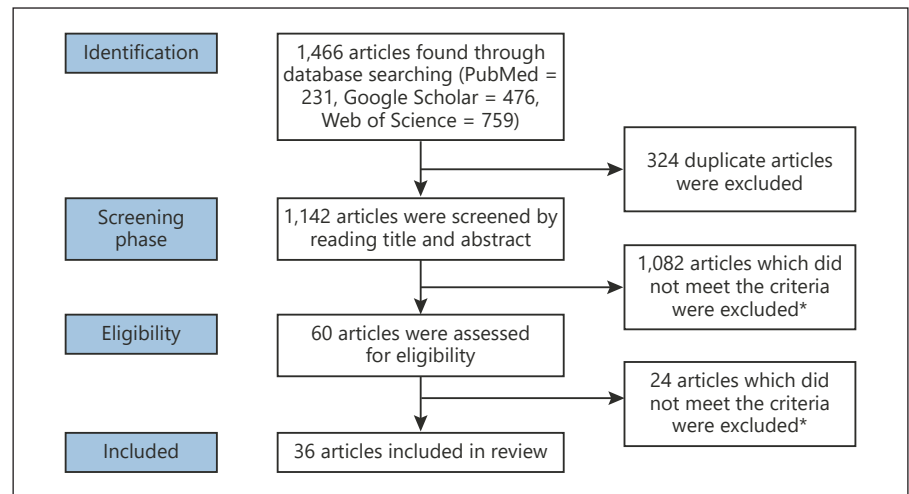 Identification
1,466 articles found through
database searching (PubMed =
231, Google Scholar = 476,
Web of Science = 759)
324 duplicate articles
were excluded
Screening
phase
1,142 articles were screened by
reading title and abstract
1,082 articles which did
not meet the criteria
were excluded*
Eligibility
60 articles were assessed
for eligibility
24 articles which did
not meet the criteria
were excluded*
Included
36 articles included in review